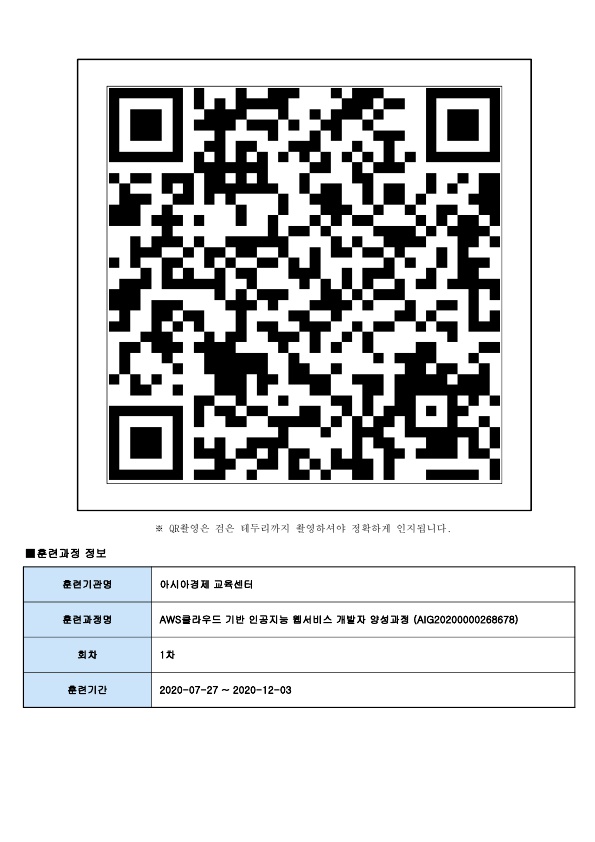 ※ QR촬영은 검은 테두리까지 촬영하셔야 정확하게 인지됩니다.
■훈련과정 정보
훈련기관명 아시아경제 교육센터
훈련과정명 AWS클라우드 기반 인공지능 웹서비스 개발자 양성과정 (AIG20200000268678)
회차 1차
훈련기간 2020-07-27 ~ 2020-12-03